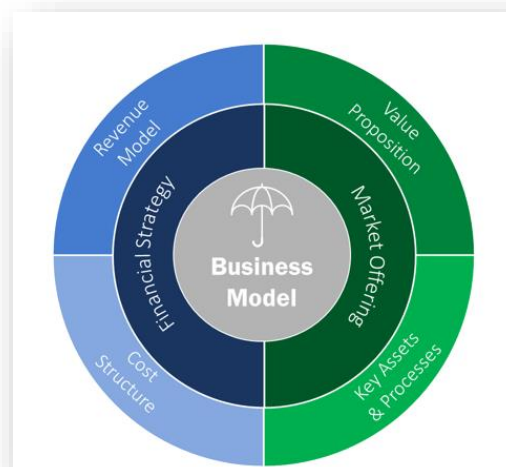 Revenue
Model
Value
Proposition
Financial Strategy
Business
Model
Market Offering
Cost
Structure
Key Assets
& Processes